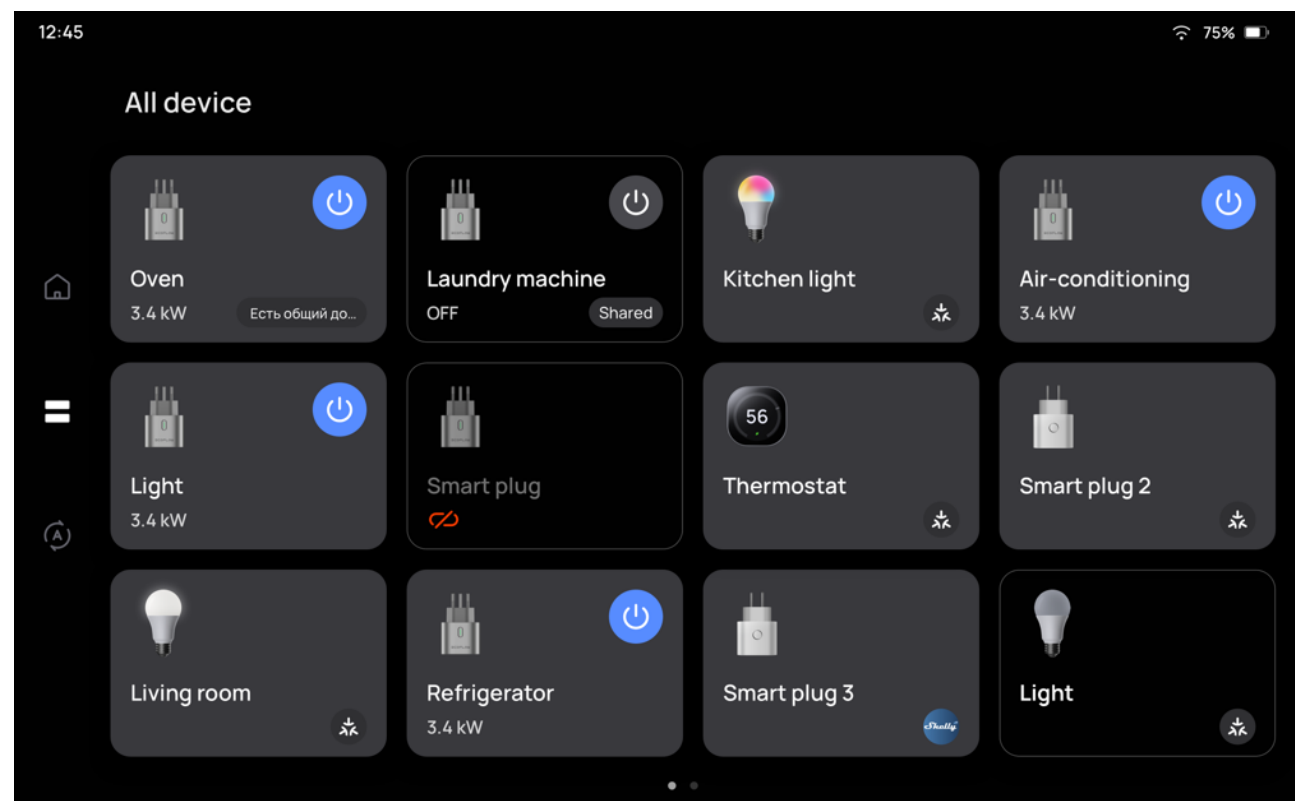 12:45
75%
All device
Oven
3.4 kW
Есть общий до…
Laundry machine
OFF
Shared
Kitchen light
Air-conditioning
3.4 kW
Light
3.4 kW
Smart plug
56
Thermostat
Smart plug 2
A
Living room
Refrigerator
3.4 kW
Smart plug 3
Shelly
Light